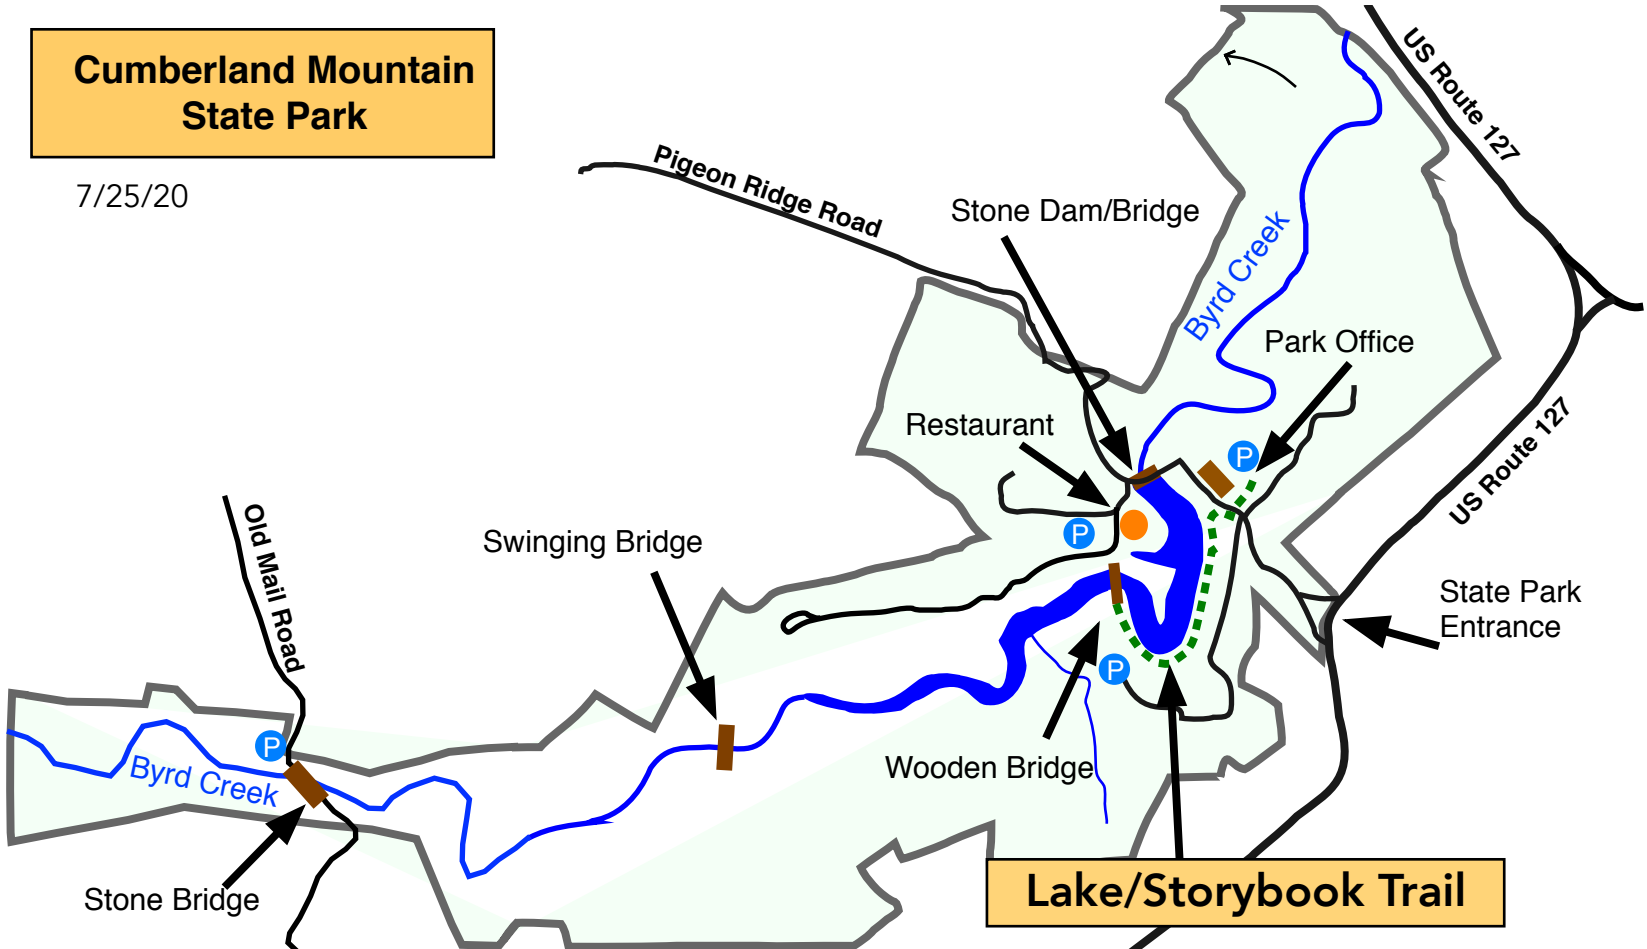 Cumberland Mountain
State Park
7/25/20
US Route 127
Pigeon Ridge Road
Stone Dam/Bridge
Byrd Creek
Park Office
Restaurant
P
US Route 127
Old Mail Road
Swinging Bridge
P
State Park
Entrance
P
P
Byrd Creek
Wooden Bridge
Stone Bridge
Lake/Storybook Trail